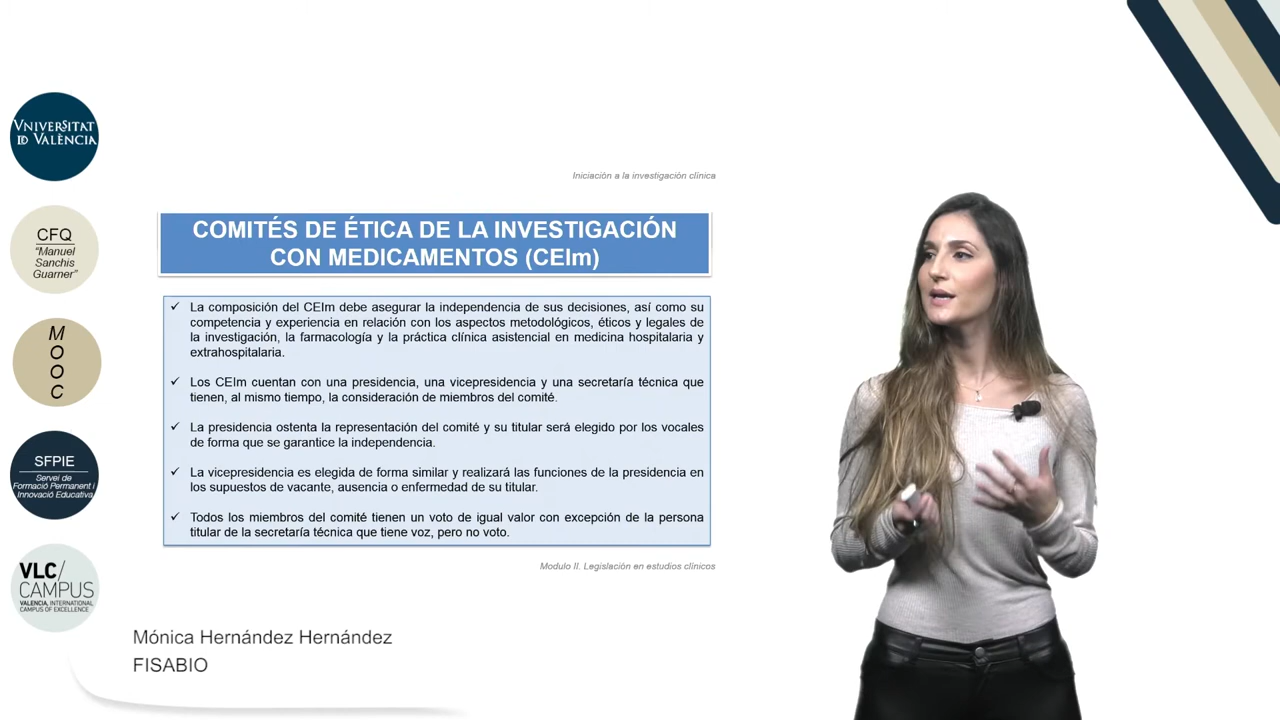 VNIVERSITAT
ID VALÈNCIA
CFQ
"Manuel
Sanchis
Guarner"
M
O
O
C
SFPIE
Servei de
Formació Permanent i
Innovació Educativa
VLC/
CAMPUS
VALENCIA, INTERNATIONAL
CAMPUS OF EXCELLENCE
Iniciación a la investigación clínica
COMITÉS DE ÉTICA DE LA INVESTIGACIÓN
CON MEDICAMENTOS (CEIm)
✓ La composición del CEIm debe asegurar la independencia de sus decisiones, así como su
competencia y experiencia en relación con los aspectos metodológicos, éticos y legales de
la investigación, la farmacología y la práctica clínica asistencial en medicina hospitalaria y
extrahospitalaria.
✓ Los CEIm cuentan con una presidencia, una vicepresidencia y una secretaría técnica que
tienen, al mismo tiempo, la consideración de miembros del comité.
✓ La presidencia ostenta la representación del comité y su titular será elegido por los vocales
de forma que se garantice la independencia.
✓ La vicepresidencia es elegida de forma similar y realizará las funciones de la presidencia en
los supuestos de vacante, ausencia o enfermedad de su titular.
✓ Todos los miembros del comité tienen un voto de igual valor con excepción de la persona
titular de la secretaría técnica que tiene voz, pero no voto.
Modulo II. Legislación en estudios clínicos
Mónica Hernández Hernández
FISABIO